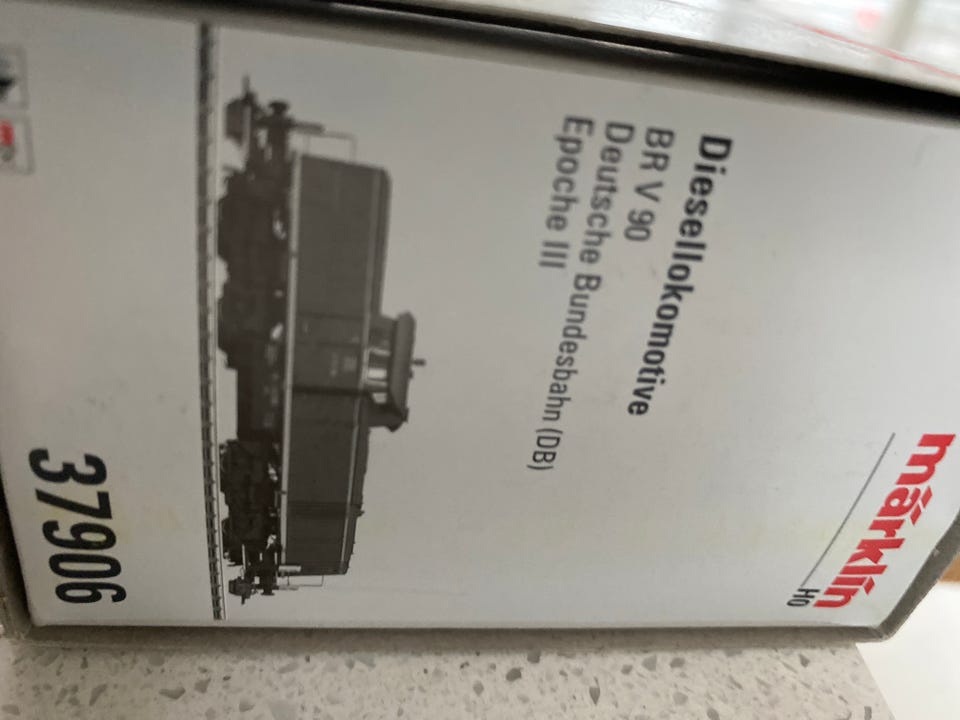 märklin
H0
Diesellokomotive
BR V 90
Deutsche Bundesbahn (DB)
Epoche III
37906